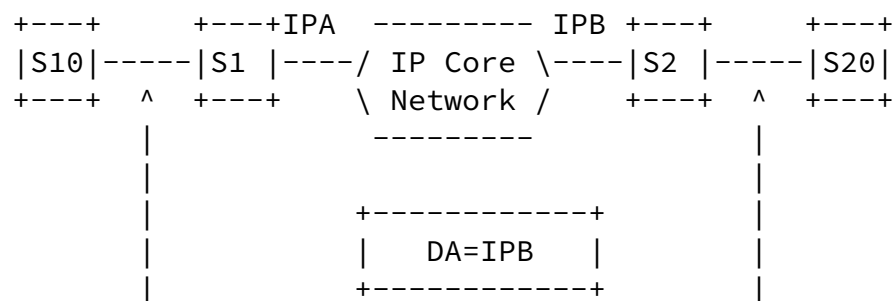 +---+      +---+IPA  --------- IPB +---+      +---+
|S10|-----|S1 |----/ IP Core \----|S2 |-----|S20|
+---+  ^  +---+    \ Network /    +---+  ^  +---+
       |            ---------            |
       |                                 |
       |           +------------+        |
       |           |   DA=IPB   |        |
       |           +------------+        |